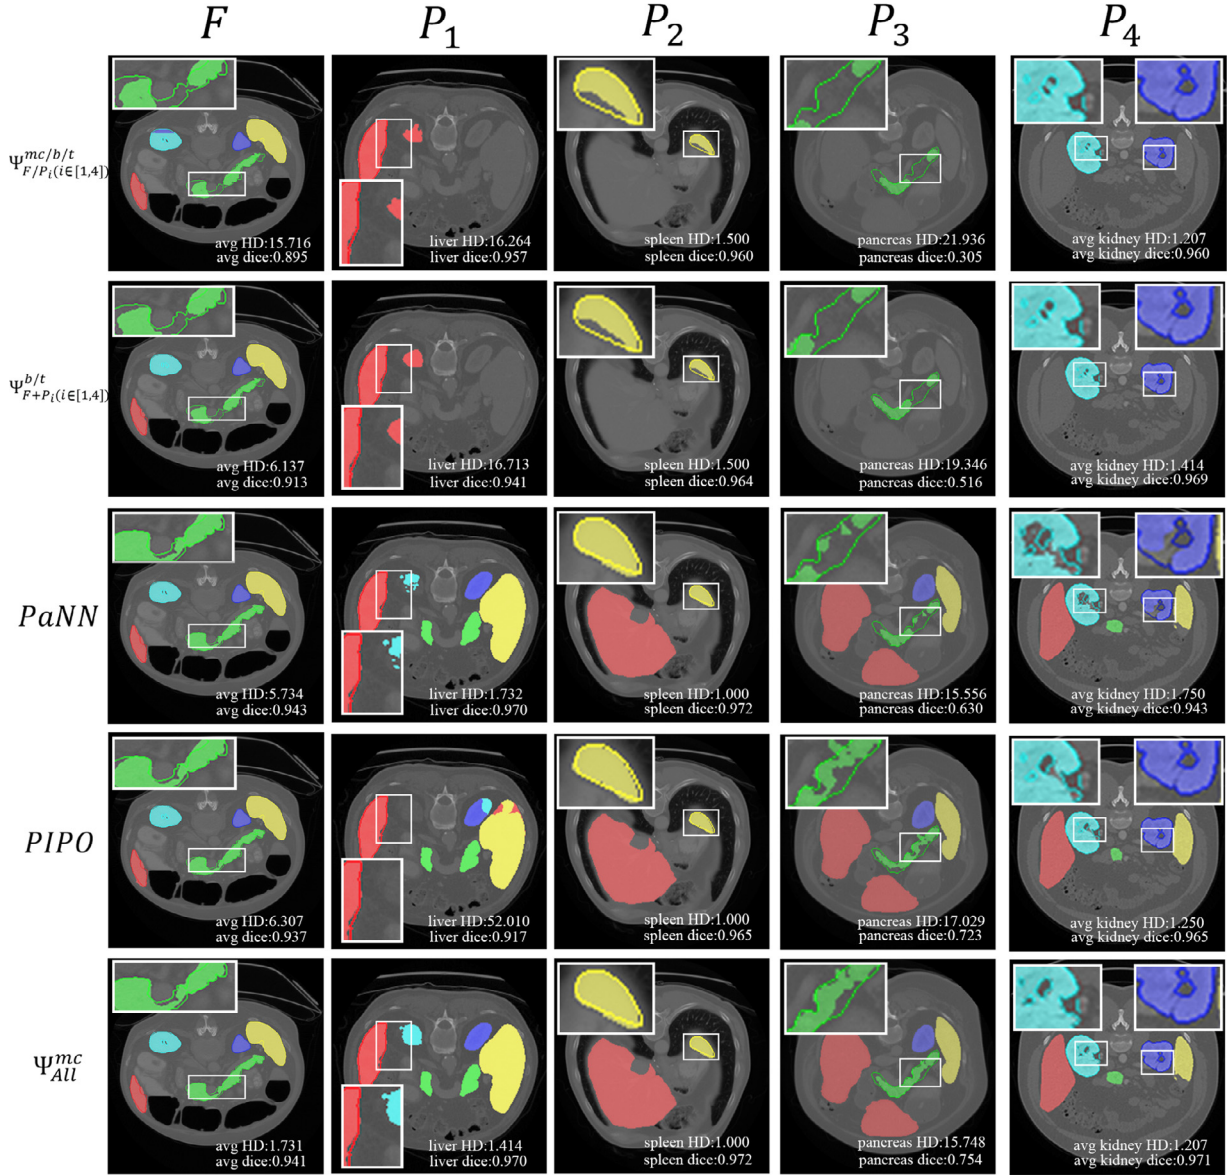 F P₁ P₂ P₃ P₄
Ψ^{mc/b/t}_{F/P_i(i∈[1,4])}
avg HD:15.716
avg dice:0.895
liver HD:16.264
liver dice:0.957
spleen HD:1.500
spleen dice:0.960
pancreas HD:21.936
pancreas dice:0.305
avg kidney HD:1.207
avg kidney dice:0.960
Ψ^{b/t}_{F+P_i(i∈[1,4])}
avg HD:6.137
avg dice:0.913
liver HD:16.713
liver dice:0.941
spleen HD:1.500
spleen dice:0.964
pancreas HD:19.346
pancreas dice:0.516
avg kidney HD:1.414
avg kidney dice:0.969
PaNN
avg HD:5.734
avg dice:0.943
liver HD:1.732
liver dice:0.970
spleen HD:1.000
spleen dice:0.972
pancreas HD:15.556
pancreas dice:0.630
avg kidney HD:1.750
avg kidney dice:0.943
PIPO
avg HD:6.307
avg dice:0.937
liver HD:52.010
liver dice:0.917
spleen HD:1.000
spleen dice:0.965
pancreas HD:17.029
pancreas dice:0.723
avg kidney HD:1.250
avg kidney dice:0.965
Ψ^{mc}_{All}
avg HD:1.731
avg dice:0.941
liver HD:1.414
liver dice:0.970
spleen HD:1.000
spleen dice:0.972
pancreas HD:15.748
pancreas dice:0.754
avg kidney HD:1.207
avg kidney dice:0.971